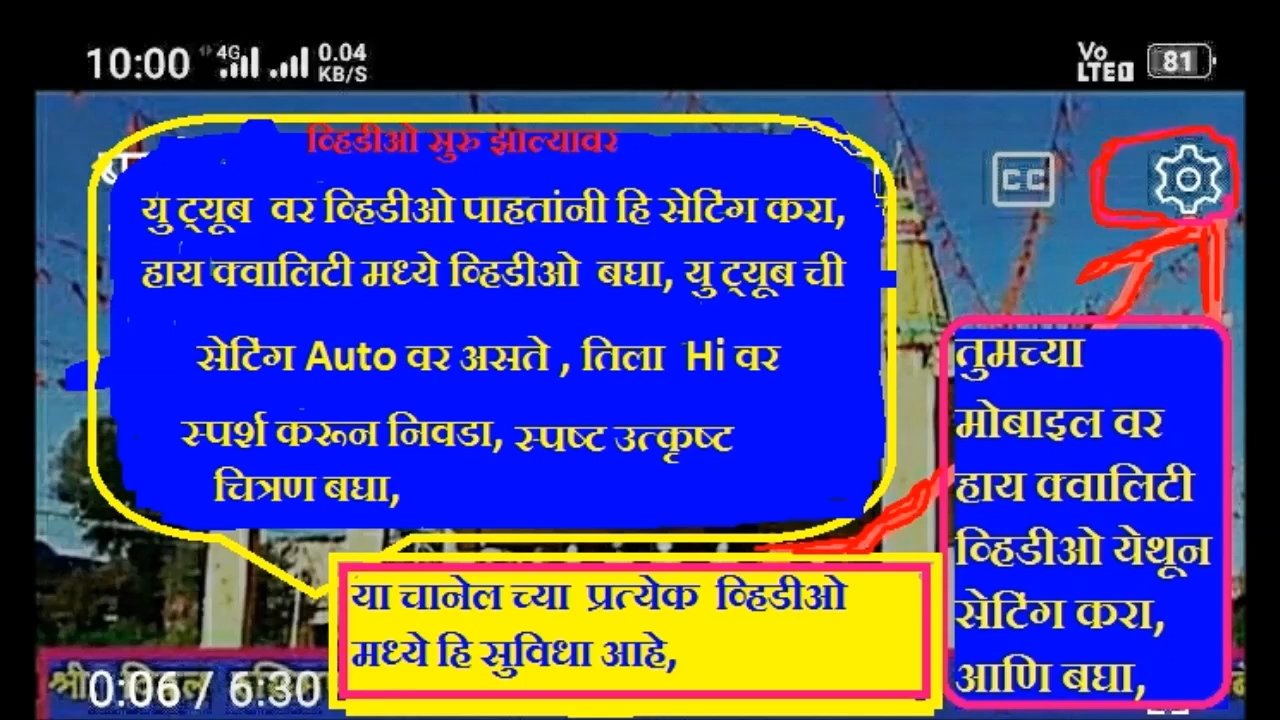 10:00 4G 0.04 KB/S Vo LTE 81
व्हिडीओ सुरु झाल्यावर
यु ट्यूब वर व्हिडीओ पाहतांनी हि सेटिंग करा,
हाय क्वालिटी मध्ये व्हिडीओ बघा, यु ट्यूब ची
सेटिंग Auto वर असते , तिला Hi वर
स्पर्श करून निवडा, स्पष्ट उत्कृष्ट
चित्रण बघा,
CC
तुमच्या
मोबाइल वर
हाय क्वालिटी
व्हिडीओ येथून
सेटिंग करा,
आणि बघा,
या चानेल च्या प्रत्येक व्हिडीओ
मध्ये हि सुविधा आहे,
श्री
0:06 / 6:30